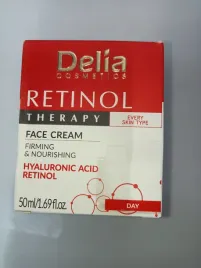 Delia
COSMETICS
RETINOL
THERAPY
EVERY
SKIN TYPE
FACE CREAM
FIRMING
& NOURISHING
HYALURONIC ACID
RETINOL
50ml/1.69fl.oz.
DAY